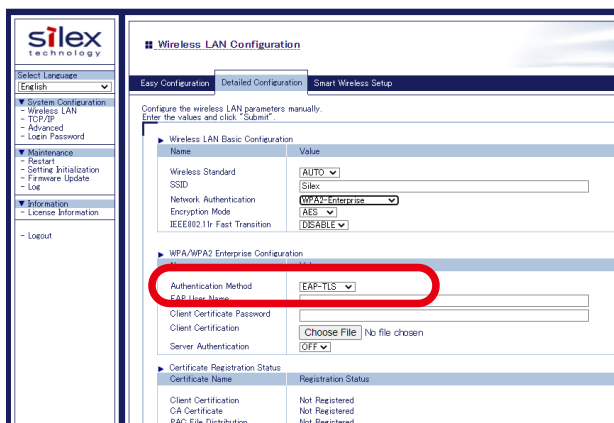 silex
technology
Select Language
English
▼ System Configuration
- Wireless LAN
- TCP/IP
- Advanced
- Login Password
▼ Maintenance
- Restart
- Setting Initialization
- Firmware Update
- Log
▼ Information
- License Information
- Logout
Wireless LAN Configuration
Easy Configuration Detailed Configuration Smart Wireless Setup
Configure the wireless LAN parameters manually.
Enter the values and click "Submit".
Wireless LAN Basic Configuration
Name Value
Wireless Standard AUTO
SSID Silex
Network Authentication WPA2-Enterprise
Encryption Mode AES
IEEE802.11r Fast Transition DISABLE
WPA/WPA2 Enterprise Configuration
Authentication Method EAP-TLS
EAP User Name
Client Certificate Password
Client Certification Choose File No file chosen
Server Authentication OFF
Certificate Registration Status
Certificate Name Registration Status
Client Certification Not Registered
CA Certificate Not Registered
PAC File Distribution Not Registered